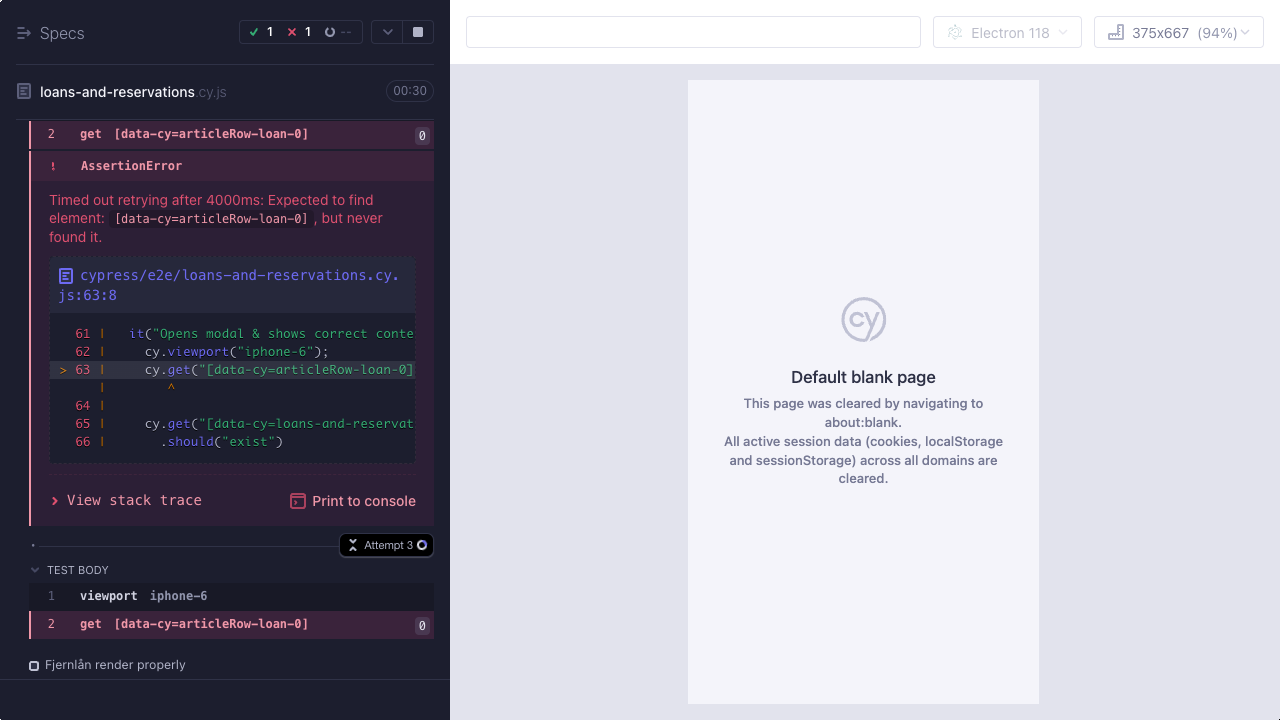 Specs
1
1
--
Electron 118
375x667 (94%)
loans-and-reservations.cy.js
00:30
2 get [data-cy=articleRow-loan-0] 0
! AssertionError
Timed out retrying after 4000ms: Expected to find
element: [data-cy=articleRow-loan-0], but never
found it.
cypress/e2e/loans-and-reservations.cy.
js:63:8
61 | it("Opens modal & shows correct conte
62 | cy.viewport("iphone-6");
> 63 | cy.get("[data-cy=articleRow-loan-0]
| ^
64 |
65 | cy.get("[data-cy=loans-and-reservat
66 | .should("exist")
View stack trace
Print to console
Attempt 3
TEST BODY
1 viewport iphone-6
2 get [data-cy=articleRow-loan-0] 0
Fjernlån render properly
cy
Default blank page
This page was cleared by navigating to
about:blank.
All active session data (cookies, localStorage
and sessionStorage) across all domains are
cleared.